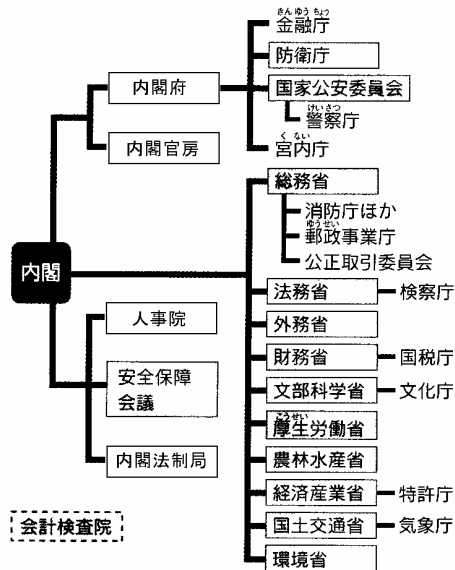 きんゆうちょう
金融庁
防衛庁
内閣府
国家公安委員会
けいさつ
警察庁
内閣官房
くない
宮内庁
総務省
消防庁ほか
ゆうせい
郵政事業庁
公正取引委員会
内閣
法務省
検察庁
人事院
外務省
財務省
国税庁
安全保障
会議
文部科学省
文化庁
こうせい
厚生労働省
内閣法制局
農林水産省
経済産業省
特許庁
国土交通省
気象庁
会計検査院
環境省